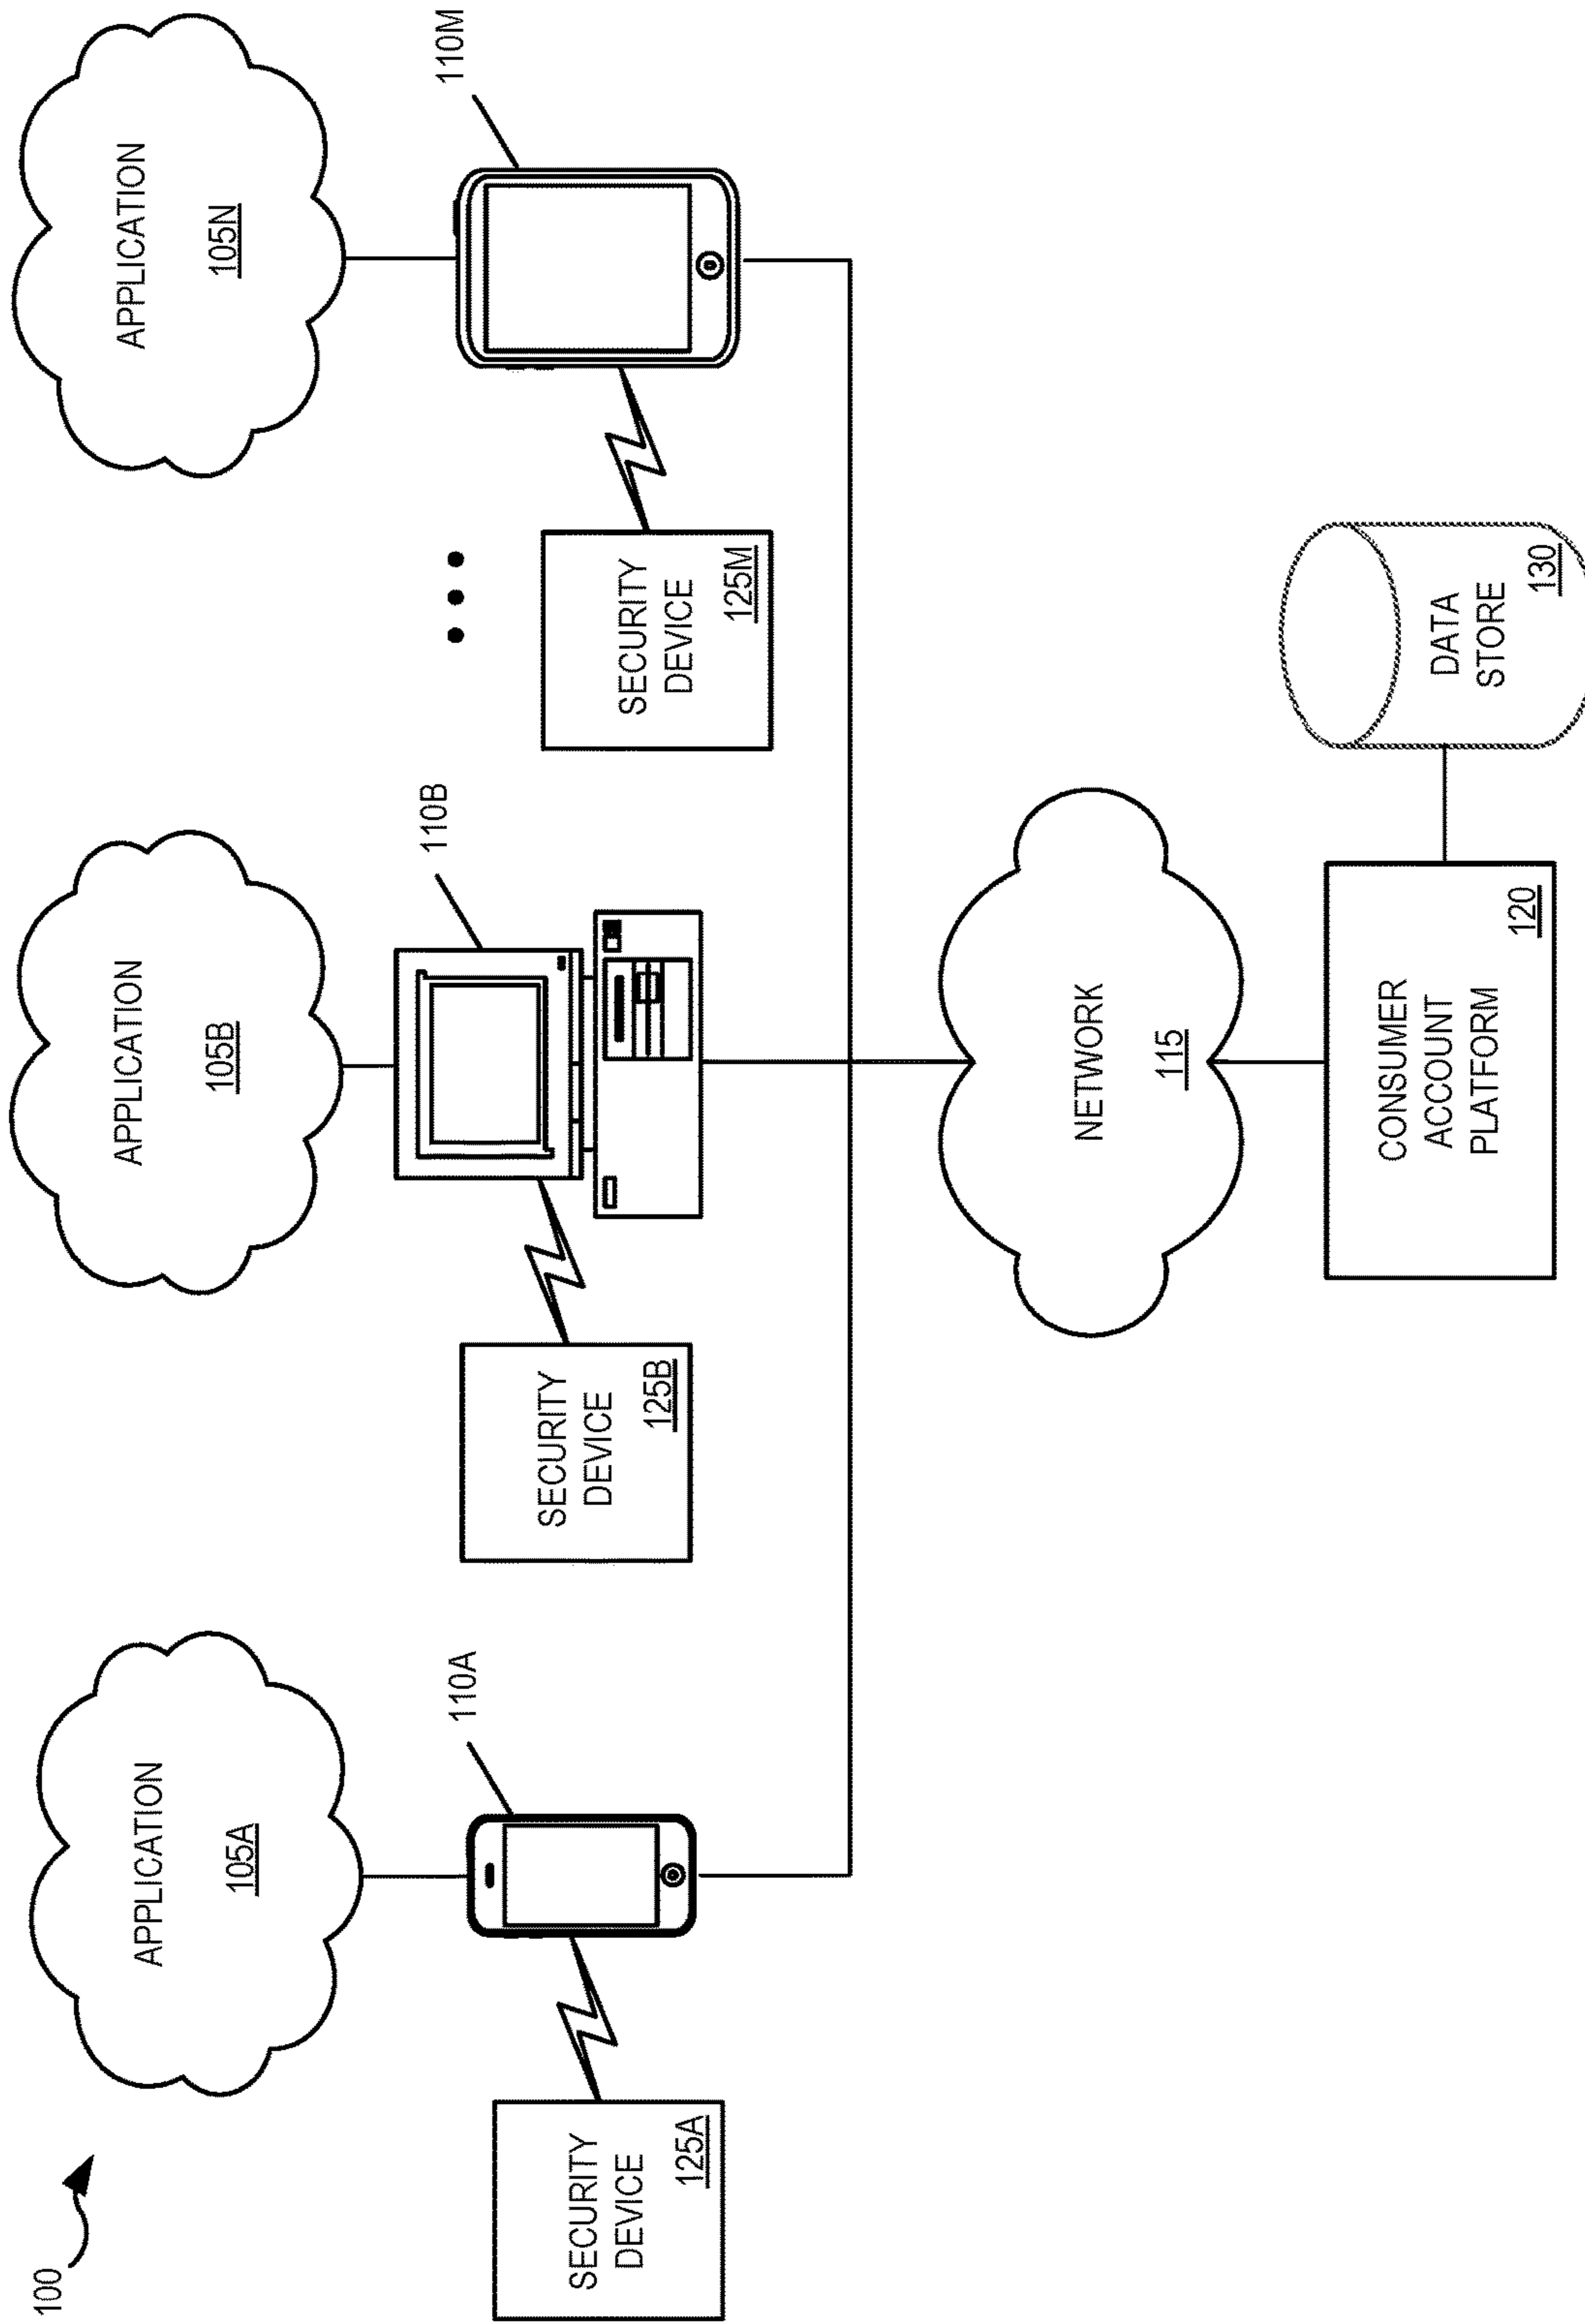 100
APPLICATION
105A
APPLICATION
105B
APPLICATION
105N
110A
110B
110M
SECURITY
DEVICE
125A
SECURITY
DEVICE
125B
SECURITY
DEVICE
125M
NETWORK
115
CONSUMER
ACCOUNT
PLATFORM
120
DATA
STORE
130